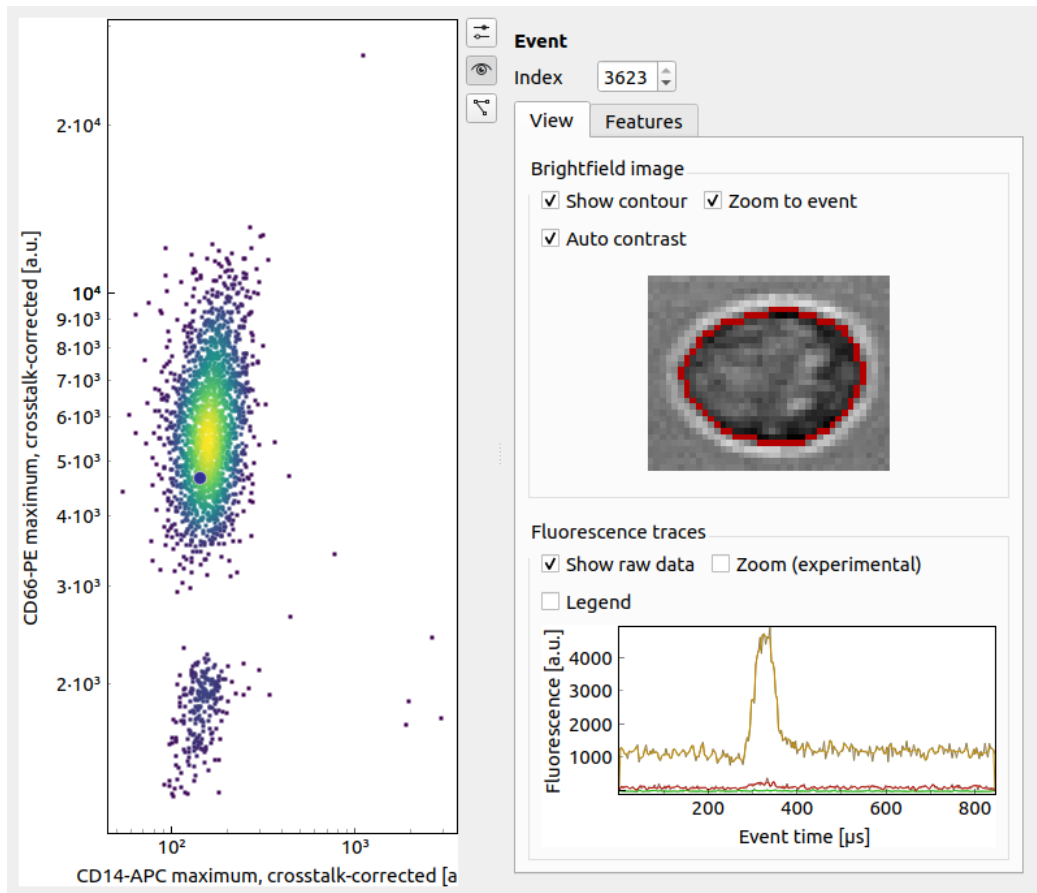 2·10⁴
10⁴
9·10³
8·10³
7·10³
6·10³
5·10³
4·10³
3·10³
2·10³
CD66-PE maximum, crosstalk-corrected [a.u.]
10² 10³
CD14-APC maximum, crosstalk-corrected [a
Event
Index 3623
View Features
Brightfield image
Show contour Zoom to event
Auto contrast
Fluorescence traces
Show raw data Zoom (experimental)
Legend
Fluorescence [a.u.]
4000
3000
2000
1000
200 400 600 800
Event time [µs]